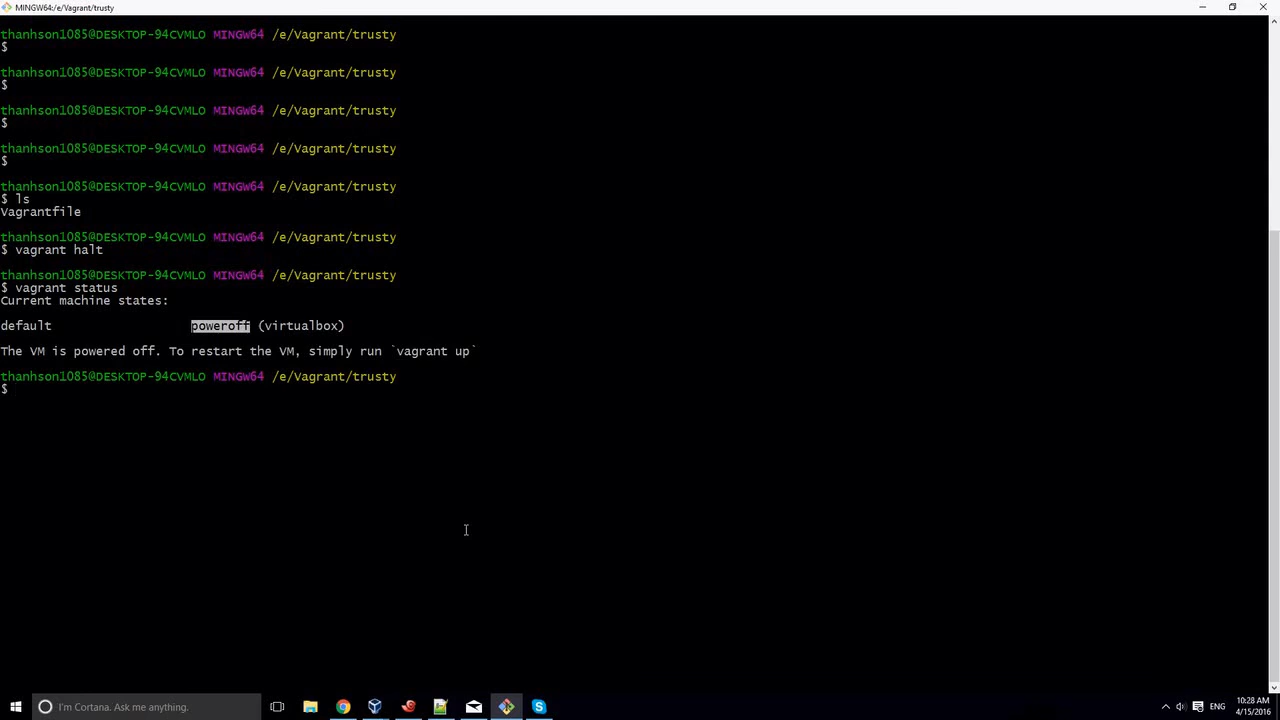 MINGW64:/e/Vagrant/trusty
thanhson1085@DESKTOP-94CVMLO MINGW64 /e/Vagrant/trusty
$
thanhson1085@DESKTOP-94CVMLO MINGW64 /e/Vagrant/trusty
$
thanhson1085@DESKTOP-94CVMLO MINGW64 /e/Vagrant/trusty
$
thanhson1085@DESKTOP-94CVMLO MINGW64 /e/Vagrant/trusty
$
thanhson1085@DESKTOP-94CVMLO MINGW64 /e/Vagrant/trusty
$ ls
Vagrantfile
thanhson1085@DESKTOP-94CVMLO MINGW64 /e/Vagrant/trusty
$ vagrant halt
thanhson1085@DESKTOP-94CVMLO MINGW64 /e/Vagrant/trusty
$ vagrant status
Current machine states:
default poweroff (virtualbox)
The VM is powered off. To restart the VM, simply run `vagrant up`
thanhson1085@DESKTOP-94CVMLO MINGW64 /e/Vagrant/trusty
$
I'm Cortana. Ask me anything.
ENG
10:28 AM
4/15/2016